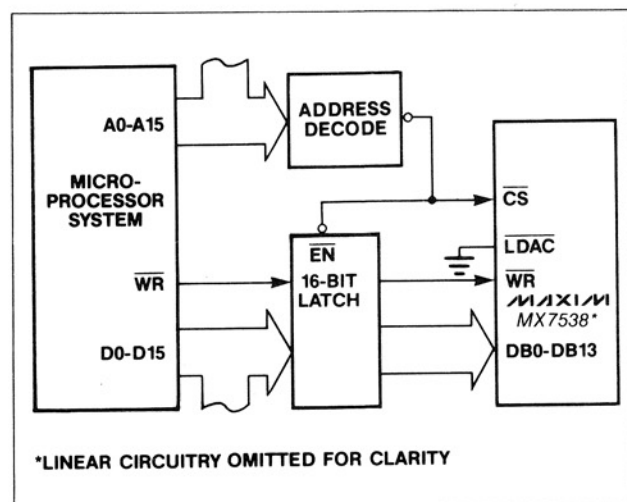 A0-A15
MICRO-
PROCESSOR
SYSTEM
WR
D0-D15
ADDRESS
DECODE
EN
16-BIT
LATCH
CS
LDAC
WR
MAXIM
MX7538*
DB0-DB13
*LINEAR CIRCUITRY OMITTED FOR CLARITY